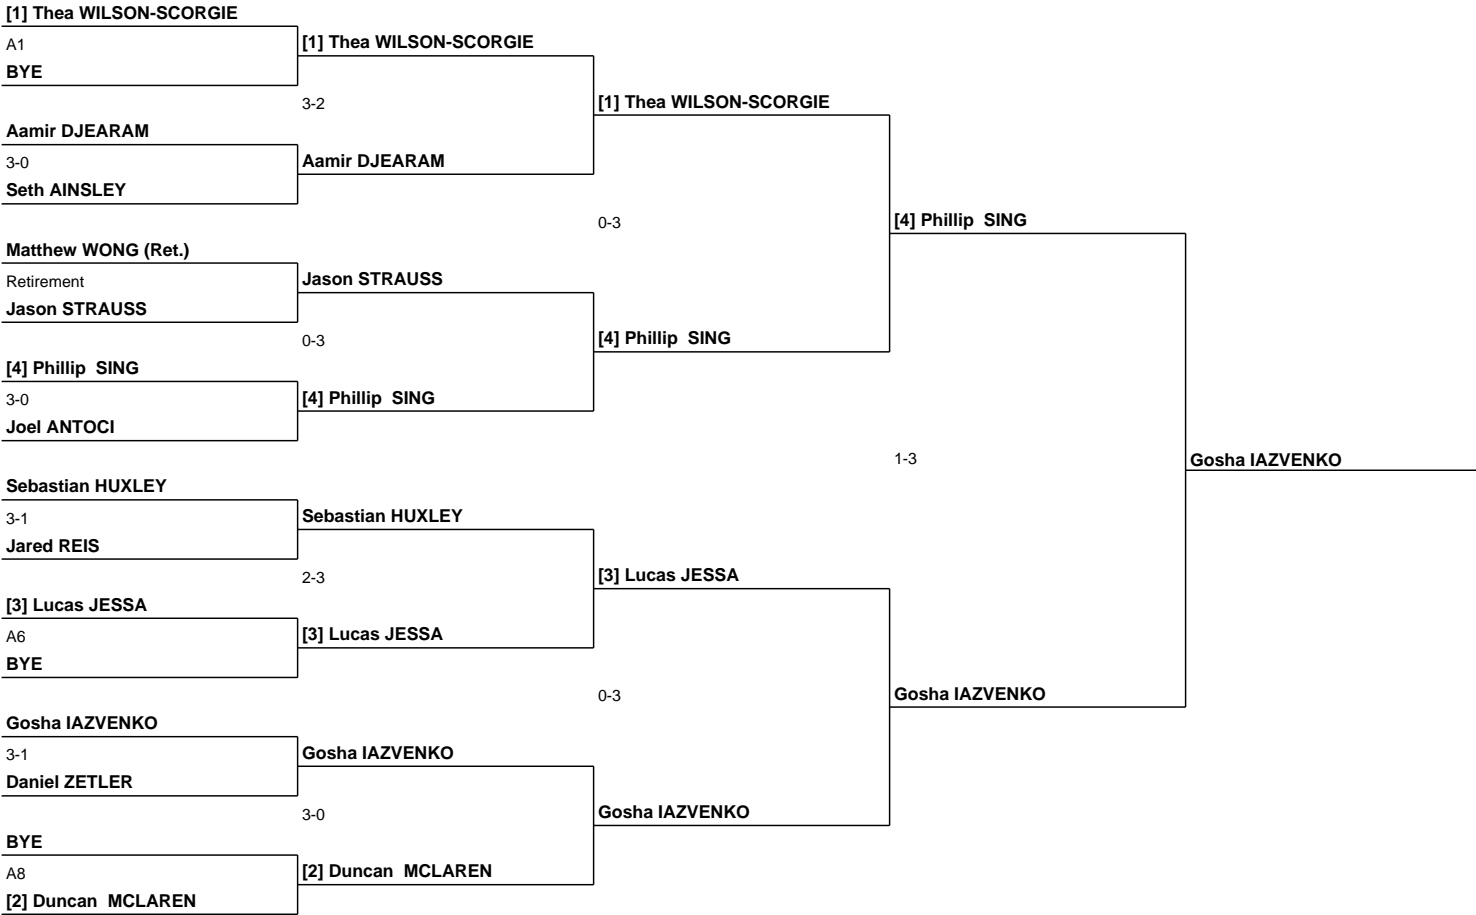 [1] Thea WILSON-SCORGIE
A1
[1] Thea WILSON-SCORGIE
BYE
3-2
[1] Thea WILSON-SCORGIE
Aamir DJEARAM
3-0
Aamir DJEARAM
Seth AINSLEY
0-3
[4] Phillip  SING
Matthew WONG (Ret.)
Retirement
Jason STRAUSS
Jason STRAUSS
0-3
[4] Phillip  SING
[4] Phillip  SING
3-0
[4] Phillip  SING
Joel ANTOCI
1-3
Gosha IAZVENKO
Sebastian HUXLEY
3-1
Sebastian HUXLEY
Jared REIS
2-3
[3] Lucas JESSA
[3] Lucas JESSA
A6
[3] Lucas JESSA
BYE
0-3
Gosha IAZVENKO
Gosha IAZVENKO
3-1
Gosha IAZVENKO
Daniel ZETLER
3-0
Gosha IAZVENKO
BYE
A8
[2] Duncan  MCLAREN
[2] Duncan  MCLAREN